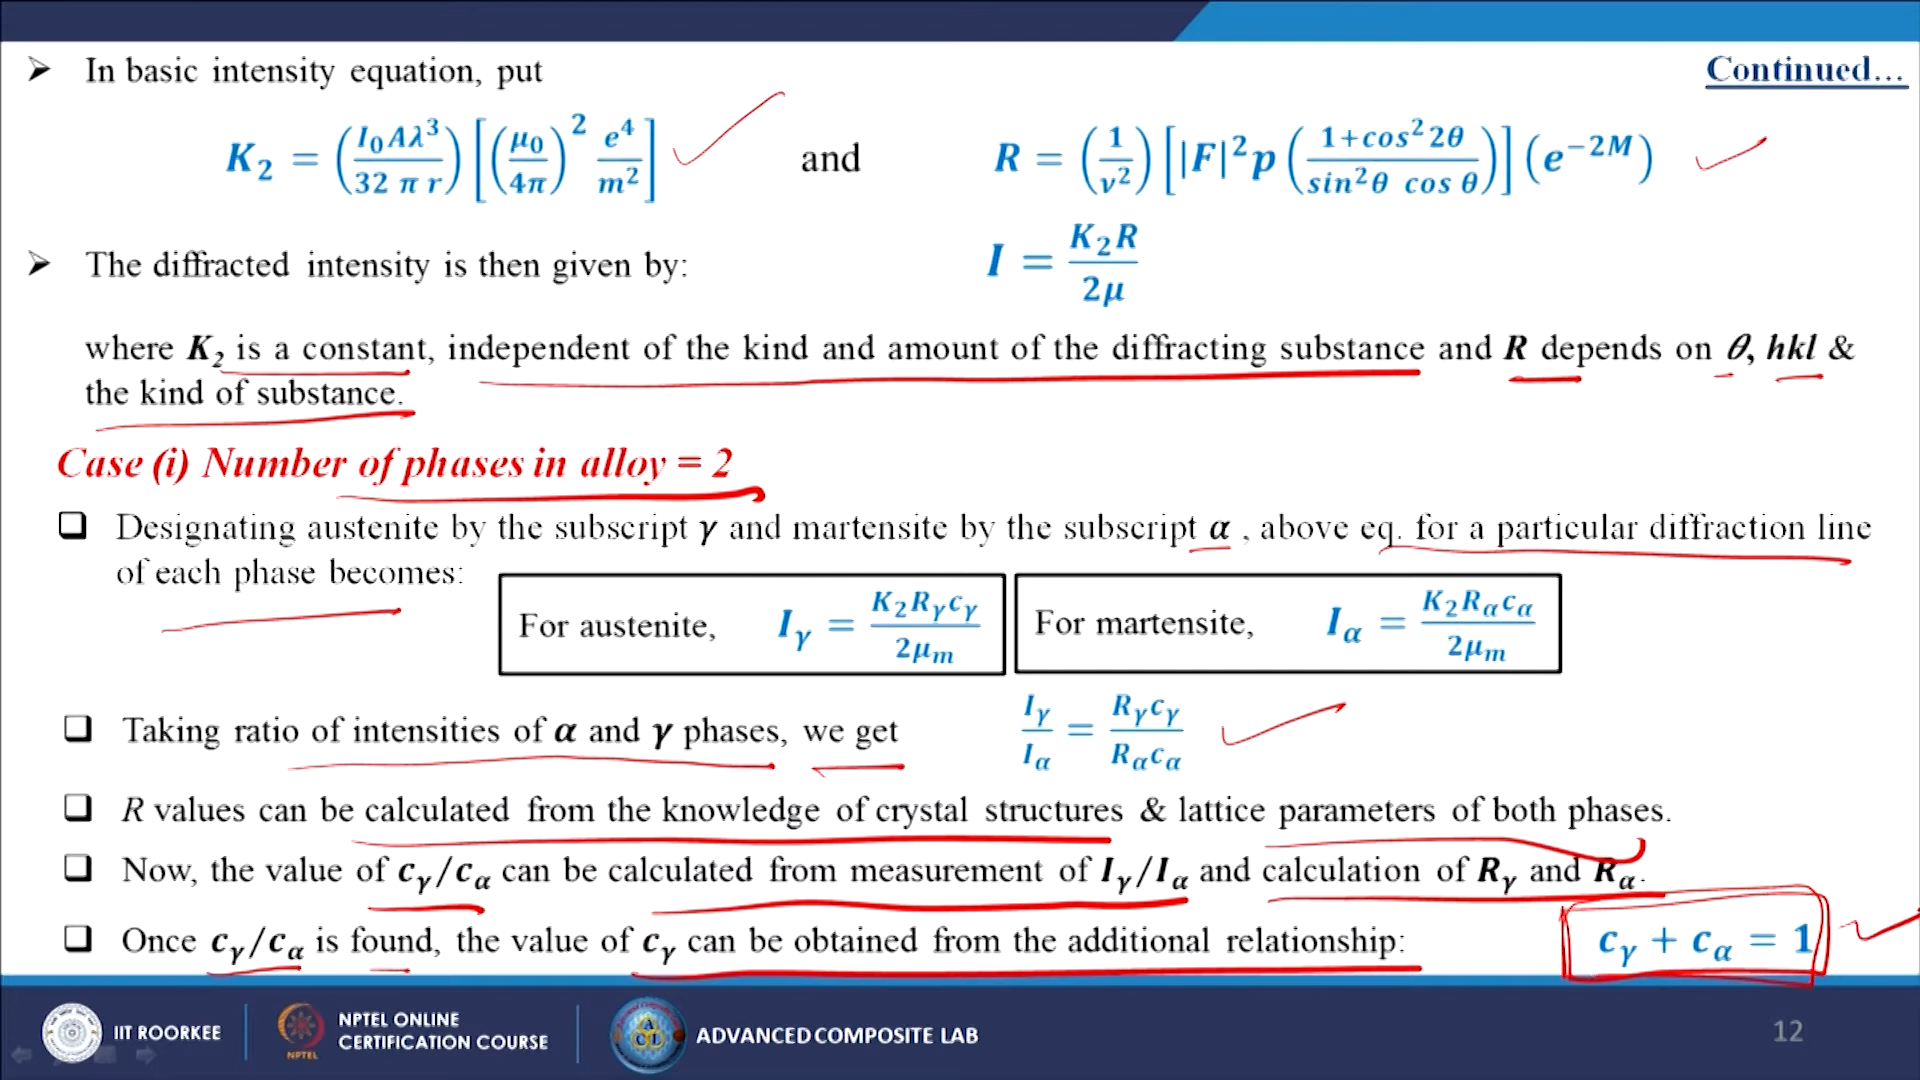 ➢ In basic intensity equation, put
Continued...
K₂ = (I₀Aλ³ / 32 π r) [(μ₀ / 4π)² e⁴ / m²] and R = (1 / v²) [|F|²p (1+cos²2θ / sin²θ cos θ)] (e⁻²ᴹ)
➢ The diffracted intensity is then given by: I = K₂R / 2μ
where K₂ is a constant, independent of the kind and amount of the diffracting substance and R depends on θ, hkl &
the kind of substance.
Case (i) Number of phases in alloy = 2
❑ Designating austenite by the subscript γ and martensite by the subscript α , above eq. for a particular diffraction line
of each phase becomes:
For austenite, I_γ = K₂R_γc_γ / 2μ_m
For martensite, I_α = K₂R_αc_α / 2μ_m
❑ Taking ratio of intensities of α and γ phases, we get I_γ / I_α = R_γc_γ / R_αc_α
❑ R values can be calculated from the knowledge of crystal structures & lattice parameters of both phases.
❑ Now, the value of c_γ/c_α can be calculated from measurement of I_γ/I_α and calculation of R_γ and R_α.
❑ Once c_γ/c_α is found, the value of c_γ can be obtained from the additional relationship: c_γ + c_α = 1
IIT ROORKEE
NPTEL
NPTEL ONLINE
CERTIFICATION COURSE
ADVANCED COMPOSITE LAB
12